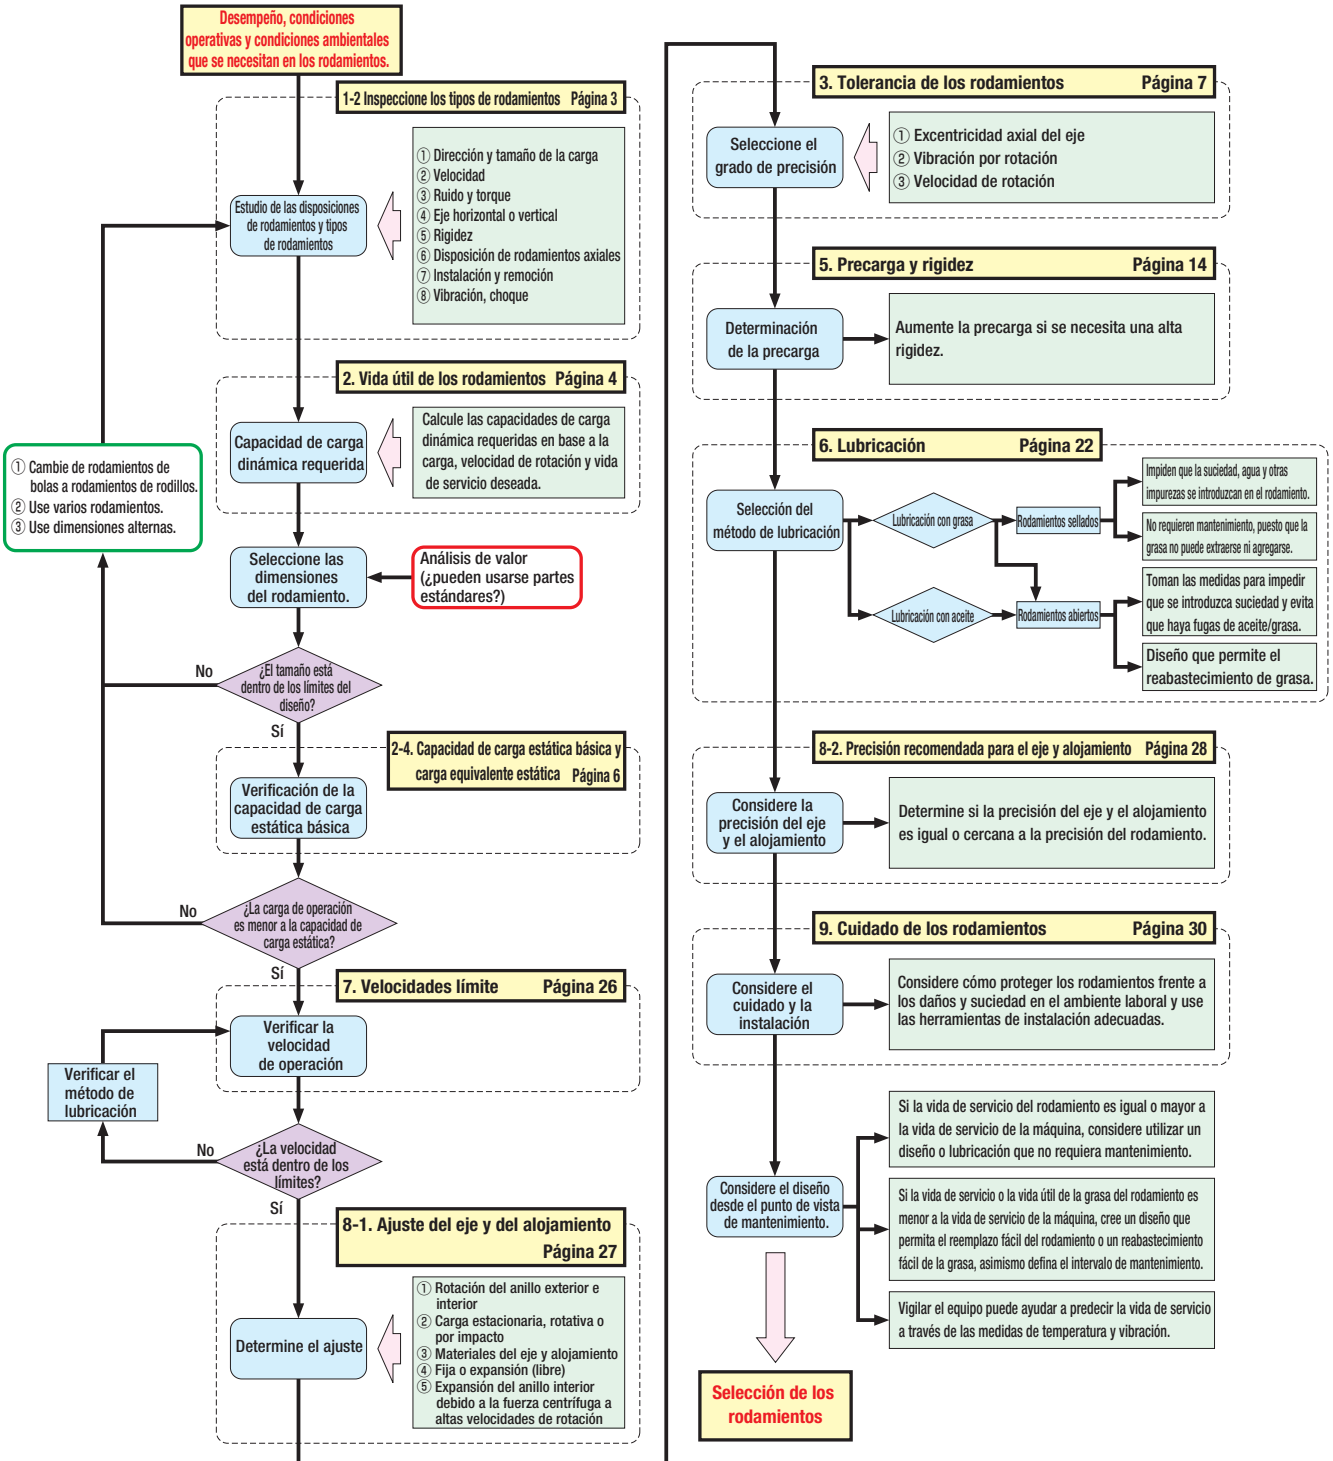 Desempeño, condiciones
operativas y condiciones ambientales
que se necesitan en los rodamientos.
1-2 Inspeccione los tipos de rodamientos Página 3
① Dirección y tamaño de la carga
② Velocidad
③ Ruido y torque
④ Eje horizontal o vertical
⑤ Rigidez
⑥ Disposición de rodamientos axiales
⑦ Instalación y remoción
⑧ Vibración, choque
Estudio de las disposiciones
de rodamientos y tipos
de rodamientos
2. Vida útil de los rodamientos Página 4
Capacidad de carga
dinámica requerida
Calcule las capacidades de carga
dinámica requeridas en base a la
carga, velocidad de rotación y vida
de servicio deseada.
① Cambie de rodamientos de
bolas a rodamientos de rodillos.
② Use varios rodamientos.
③ Use dimensiones alternas.
Seleccione las
dimensiones
del rodamiento.
Análisis de valor
(¿pueden usarse partes
estándares?)
¿El tamaño está
dentro de los límites del
diseño?
No
Sí
2-4. Capacidad de carga estática básica y
carga equivalente estática Página 6
Verificación de la
capacidad de carga
estática básica
¿La carga de operación
es menor a la capacidad de
carga estática?
No
Sí
7. Velocidades límite Página 26
Verificar la
velocidad
de operación
Verificar el
método de
lubricación
¿La velocidad
está dentro de los
límites?
No
Sí
8-1. Ajuste del eje y del alojamiento
Página 27
Determine el ajuste
① Rotación del anillo exterior e
interior
② Carga estacionaria, rotativa o
por impacto
③ Materiales del eje y alojamiento
④ Fija o expansión (libre)
⑤ Expansión del anillo interior
debido a la fuerza centrífuga a
altas velocidades de rotación
3. Tolerancia de los rodamientos Página 7
Seleccione el
grado de precisión
① Excentricidad axial del eje
② Vibración por rotación
③ Velocidad de rotación
5. Precarga y rigidez Página 14
Determinación
de la precarga
Aumente la precarga si se necesita una alta
rigidez.
6. Lubricación Página 22
Selección del
método de lubricación
Lubricación con grasa
Rodamientos sellados
Impiden que la suciedad, agua y otras
impurezas se introduzcan en el rodamiento.
No requieren mantenimiento, puesto que la
grasa no puede extraerse ni agregarse.
Lubricación con aceite
Rodamientos abiertos
Toman las medidas para impedir
que se introduzca suciedad y evita
que haya fugas de aceite/grasa.
Diseño que permite el
reabastecimiento de grasa.
8-2. Precisión recomendada para el eje y alojamiento Página 28
Considere la
precisión del eje
y el alojamiento
Determine si la precisión del eje y el alojamiento
es igual o cercana a la precisión del rodamiento.
9. Cuidado de los rodamientos Página 30
Considere el
cuidado y la
instalación
Considere cómo proteger los rodamientos frente a
los daños y suciedad en el ambiente laboral y use
las herramientas de instalación adecuadas.
Considere el diseño
desde el punto de vista
de mantenimiento.
Si la vida de servicio del rodamiento es igual o mayor a
la vida de servicio de la máquina, considere utilizar un
diseño o lubricación que no requiera mantenimiento.
Si la vida de servicio o la vida útil de la grasa del rodamiento es
menor a la vida de servicio de la máquina, cree un diseño que
permita el reemplazo fácil del rodamiento o un reabastecimiento
fácil de la grasa, asimismo defina el intervalo de mantenimiento.
Vigilar el equipo puede ayudar a predecir la vida de servicio
a través de las medidas de temperatura y vibración.
Selección de los
rodamientos